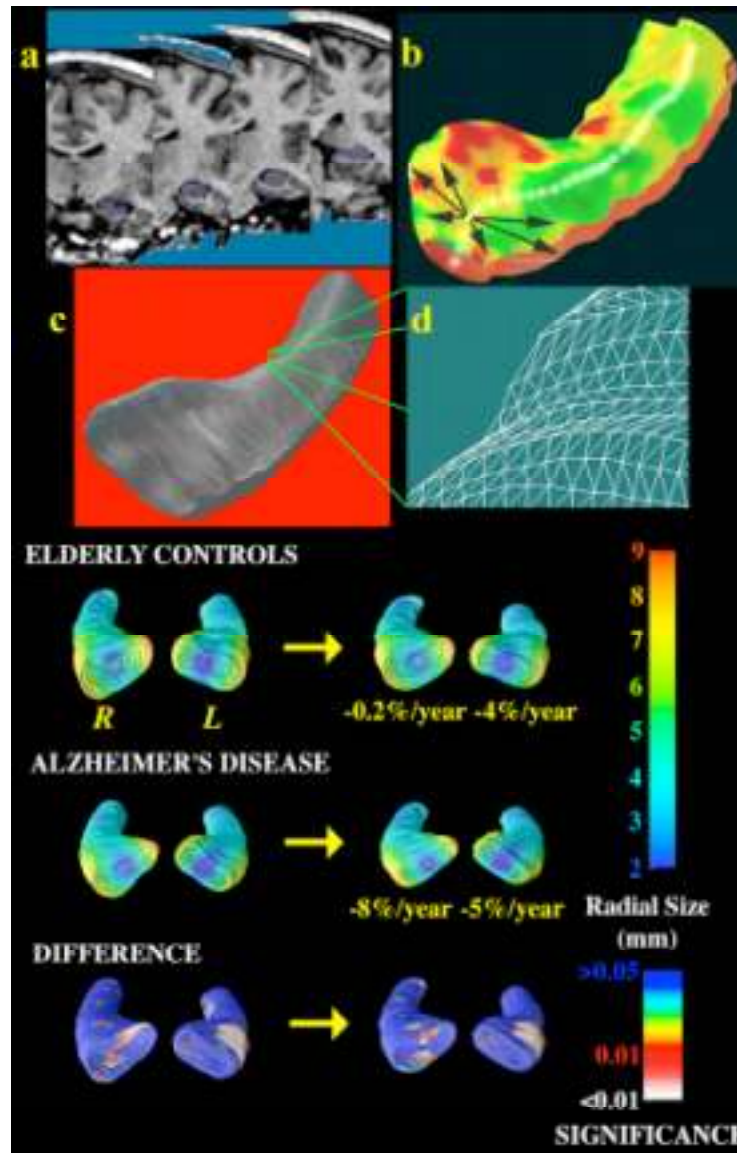 a
b
c
d
ELDERLY CONTROLS
R L
-0.2%/year -4%/year
ALZHEIMER'S DISEASE
-8%/year -5%/year
DIFFERENCE
9
8
7
6
5
4
3
2
Radial Size
(mm)
>0.05
0.01
<0.01
SIGNIFICANCE